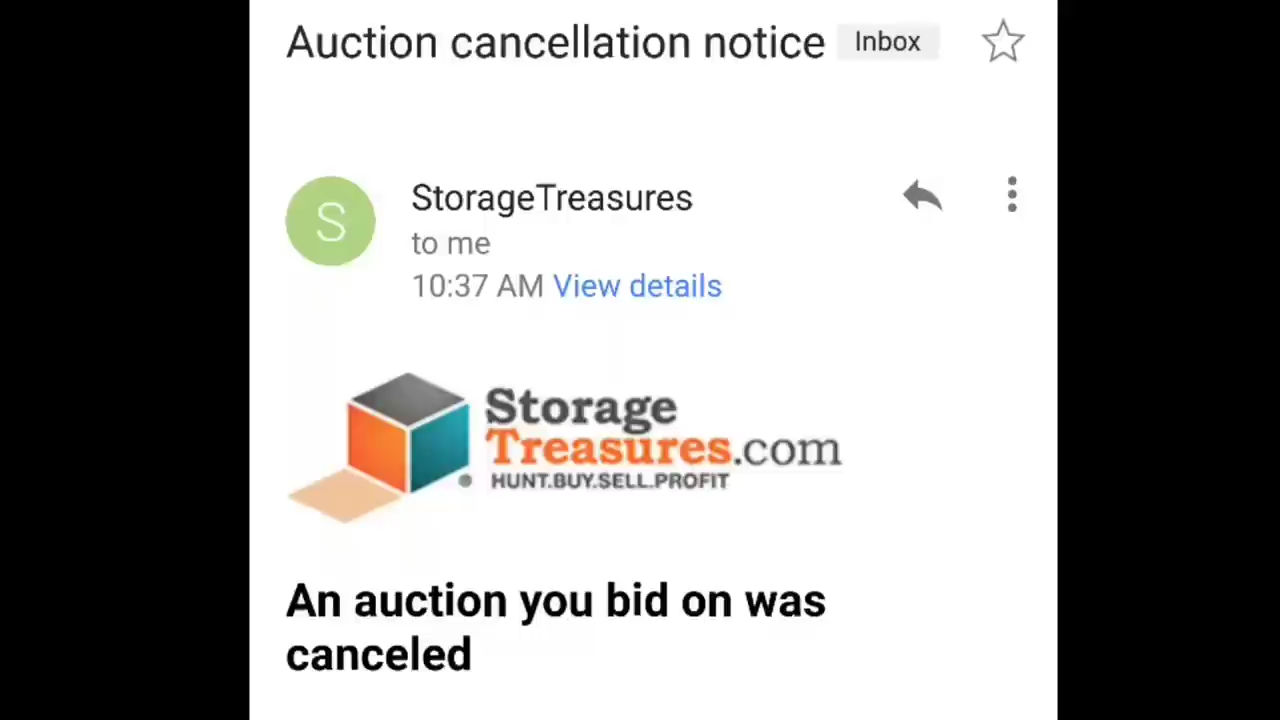 Auction cancellation notice Inbox
S
StorageTreasures
to me
10:37 AM View details
Storage
Treasures.com
HUNT.BUY.SELL.PROFIT
An auction you bid on was
canceled